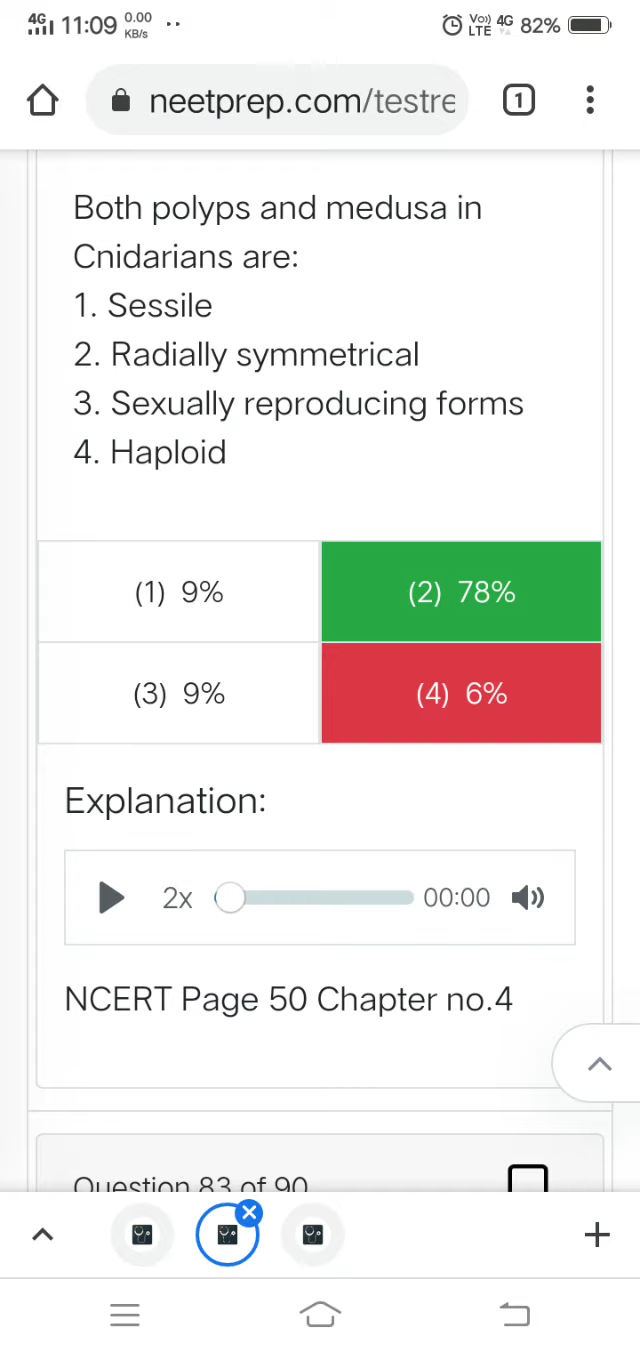 4G 11:09 0.00 KB/s Vo)) LTE 4G 82%
neetprep.com/testre 1
Both polyps and medusa in
Cnidarians are:
1. Sessile
2. Radially symmetrical
3. Sexually reproducing forms
4. Haploid
(1) 9% (2) 78%
(3) 9% (4) 6%
Explanation:
2x 00:00
NCERT Page 50 Chapter no.4
Question 83 of 90